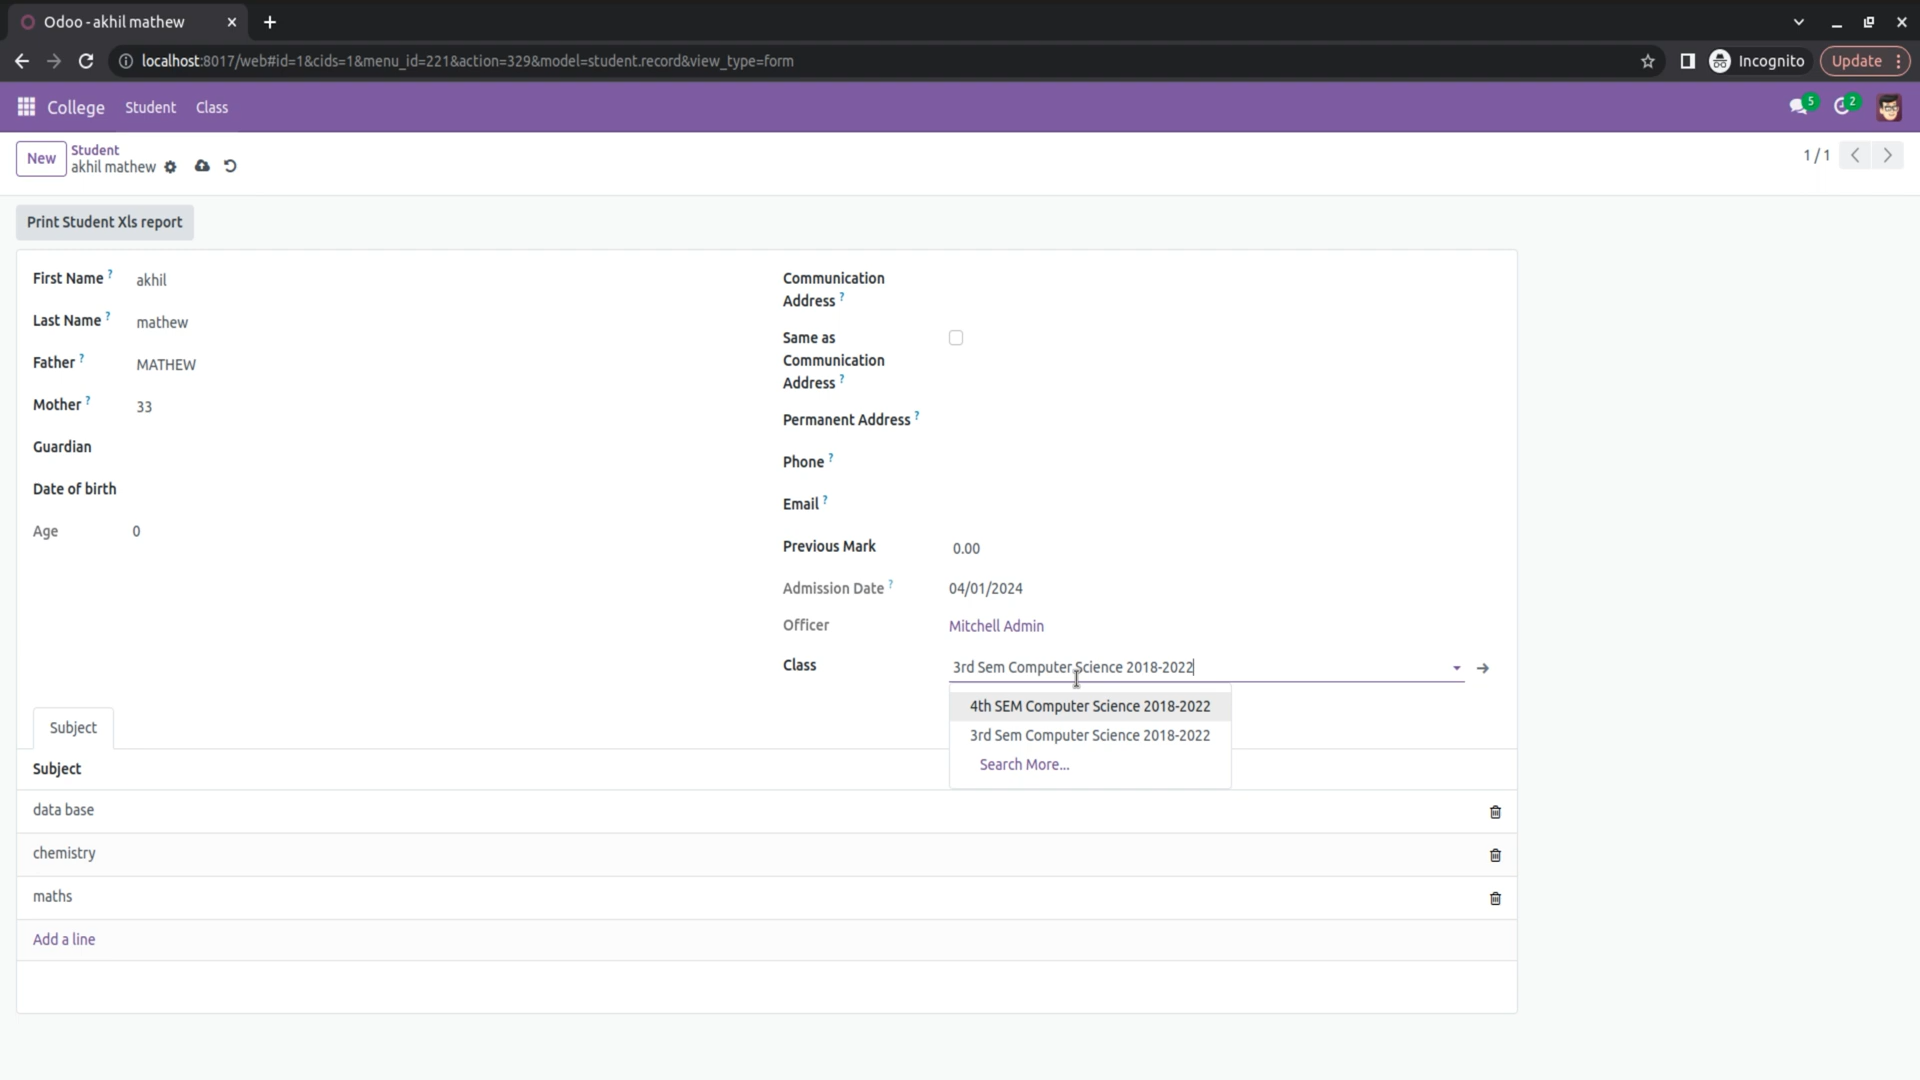 Odoo - akhil mathew
localhost:8017/web#id=1&cids=1&menu_id=221&action=329&model=student.record&view_type=form
Incognito
Update
College
Student
Class
5
2
New
Student
akhil mathew
1 / 1
Print Student Xls report
First Name ?
akhil
Last Name ?
mathew
Father ?
MATHEW
Mother ?
33
Guardian
Date of birth
Age
0
Communication
Address ?
Same as
Communication
Address ?
Permanent Address ?
Phone ?
Email ?
Previous Mark
0.00
Admission Date ?
04/01/2024
Officer
Mitchell Admin
Class
3rd Sem Computer Science 2018-2022
4th SEM Computer Science 2018-2022
3rd Sem Computer Science 2018-2022
Search More...
Subject
Subject
data base
chemistry
maths
Add a line